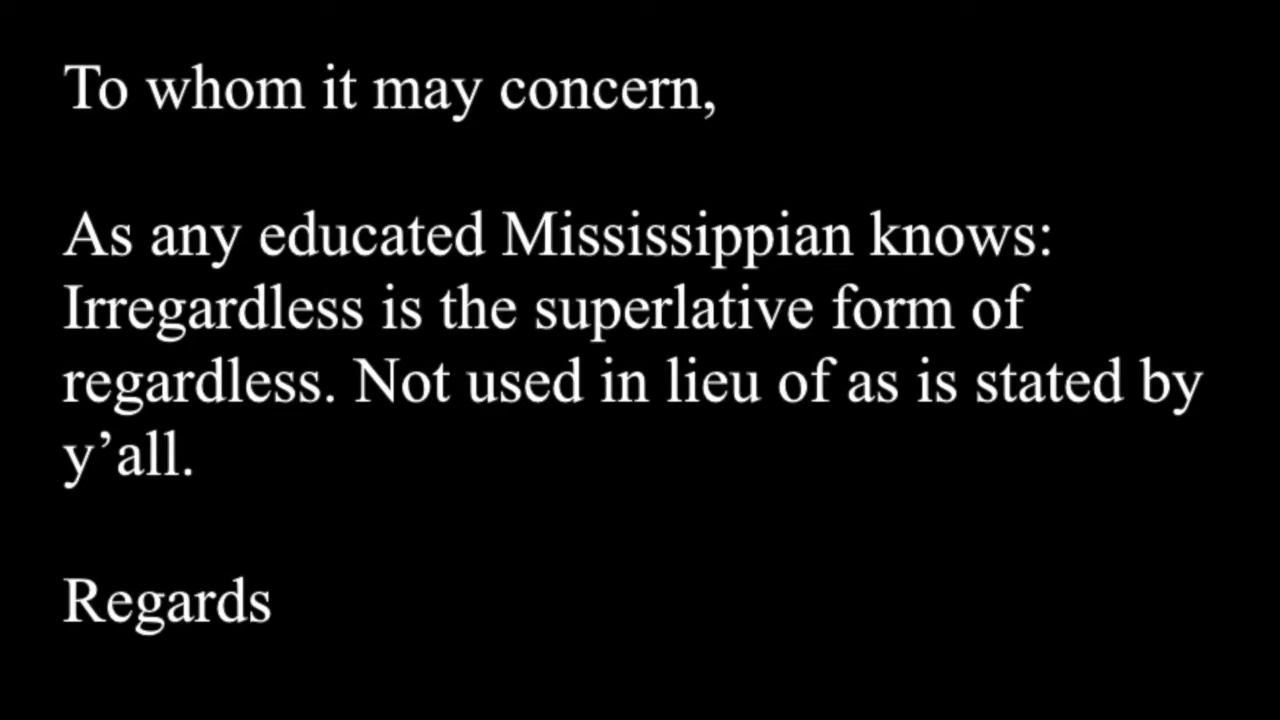 To whom it may concern,
As any educated Mississippian knows:
Irregardless is the superlative form of
regardless. Not used in lieu of as is stated by
y’all.
Regards